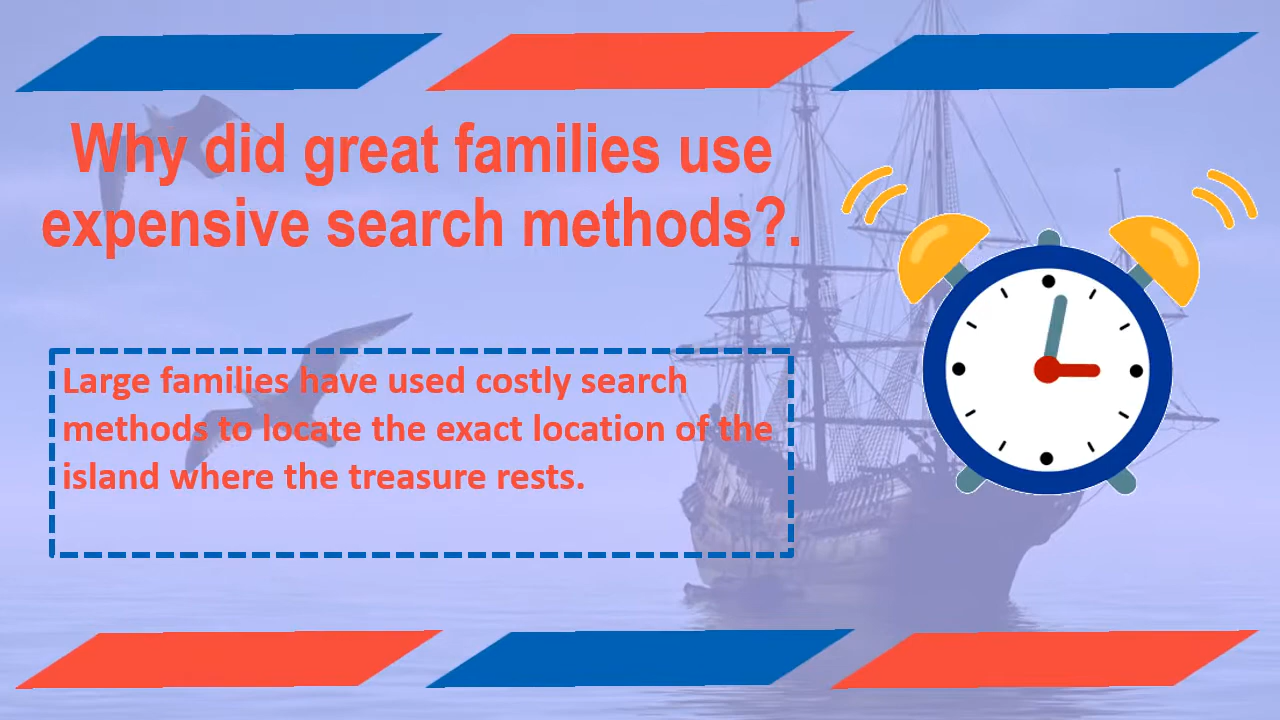 Why did great families use
expensive search methods?.
Large families have used costly search
methods to locate the exact location of the
island where the treasure rests.